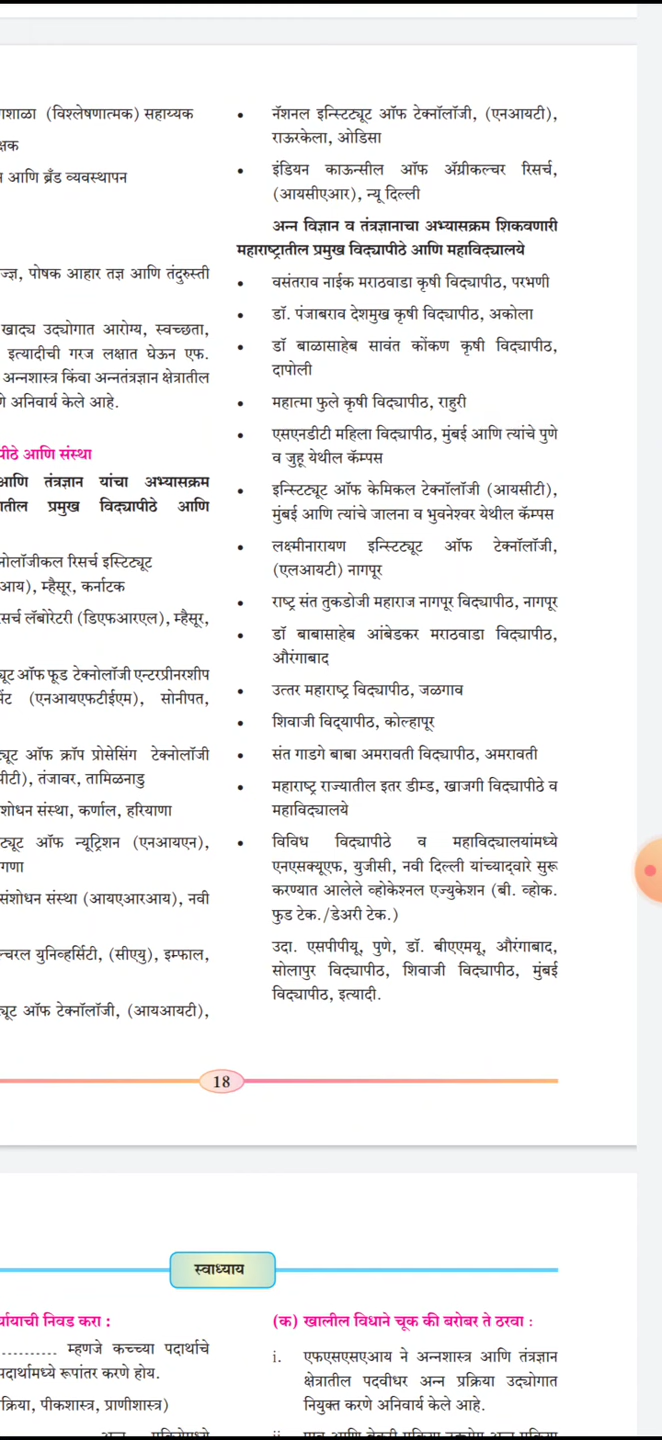 गशाळा (विश्लेषणात्मक) सहाय्यक
क्षक
आणि ब्रँड व्यवस्थापन
ज्ज्ञ, पोषक आहार तज्ञ आणि तंदुरुस्ती
खाद्य उद्योगात आरोग्य, स्वच्छता,
इत्यादीची गरज लक्षात घेऊन एफ.
अन्नशास्त्र किंवा अन्नतंत्रज्ञान क्षेत्रातील
गे अनिवार्य केले आहे.
पीठे आणि संस्था
आणि तंत्रज्ञान यांचा अभ्यासक्रम
ातील प्रमुख विद्यापीठे आणि
नोलॉजीकल रिसर्च इस्टिट्यूट
आय), म्हैसूर, कर्नाटक
सर्च लॅबोरेटरी (डिएफआरएल), म्हैसूर,
यूट ऑफ फूड टेक्नोलॉजी एन्टरप्रीनरशीप
मेंट (एनआयएफटीईएम), सोनीपत,
ट्यूट ऑफ क्रॉप प्रोसेसिंग टेक्नोलॉजी
पीटी), तंजावर, तामिळनाडु
शोधन संस्था, कर्णाल, हरियाणा
ट्यूट ऑफ न्यूट्रिशन (एनआयएन),
गणा
संशोधन संस्था (आयएआरआय), नवी
ल्चरल युनिव्हर्सिटी, (सीएयु), इम्फाल,
यूट ऑफ टेक्नॉलॉजी, (आयआयटी),
• नॅशनल इन्स्टिट्यूट ऑफ टेक्नॉलॉजी, (एनआयटी),
राऊरकेला, ओडिसा
• इंडियन काऊन्सील ऑफ ॲग्रीकल्चर रिसर्च,
(आयसीएआर), न्यू दिल्ली
अन्न विज्ञान व तंत्रज्ञानाचा अभ्यासक्रम शिकवणारी
महाराष्ट्रातील प्रमुख विद्यापीठे आणि महाविद्यालये
• वसंतराव नाईक मराठवाडा कृषी विद्यापीठ, परभणी
• डॉ. पंजाबराव देशमुख कृषी विद्यापीठ, अकोला
• डॉ बाळासाहेब सावंत कोंकण कृषी विद्यापीठ,
दापोली
• महात्मा फुले कृषी विद्यापीठ, राहुरी
• एसएनडीटी महिला विद्यापीठ, मुंबई आणि त्यांचे पुणे
व जुहू येथील कॅम्पस
• इन्स्टिट्यूट ऑफ केमिकल टेक्नॉलॉजी (आयसीटी),
मुंबई आणि त्यांचे जालना व भुवनेश्वर येथील कॅम्पस
• लक्ष्मीनारायण इन्स्टिट्यूट ऑफ टेक्नॉलॉजी,
(एलआयटी) नागपूर
• राष्ट्र संत तुकडोजी महाराज नागपूर विद्यापीठ, नागपूर
• डॉ बाबासाहेब आंबेडकर मराठवाडा विद्यापीठ,
औरंगाबाद
• उत्तर महाराष्ट्र विद्यापीठ, जळगाव
• शिवाजी विद्यापीठ, कोल्हापूर
• संत गाडगे बाबा अमरावती विद्यापीठ, अमरावती
• महाराष्ट्र राज्यातील इतर डीम्ड, खाजगी विद्यापीठे व
महाविद्यालये
• विविध विद्यापीठे व महाविद्यालयांमध्ये
एनएसक्यूएफ, युजीसी, नवी दिल्ली यांच्याद्वारे सुरू
करण्यात आलेले व्होकेश्नल एज्युकेशन (बी. व्होक.
फुड टेक./डेअरी टेक.)
उदा. एसपीपीयू, पुणे, डॉ. बीएएमयू, औरंगाबाद,
सोलापुर विद्यापीठ, शिवाजी विद्यापीठ, मुंबई
विद्यापीठ, इत्यादी.
18
स्वाध्याय
र्यायाची निवड करा :
........... म्हणजे कच्च्या पदार्थाचे
पदार्थामध्ये रूपांतर करणे होय.
क्रिया, पीकशास्त्र, प्राणीशास्त्र)
(क) खालील विधाने चूक की बरोबर ते ठरवा :
i. एफएसएसएआय ने अन्नशास्त्र आणि तंत्रज्ञान
क्षेत्रातील पदवीधर अन्न प्रक्रिया उद्योगात
नियुक्त करणे अनिवार्य केले आहे.